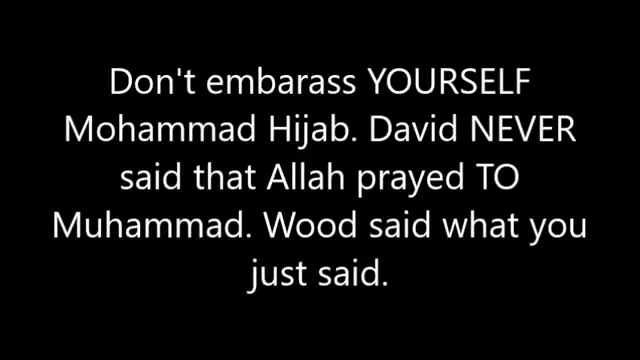 Don't embarass YOURSELF
Mohammad Hijab. David NEVER
said that Allah prayed TO
Muhammad. Wood said what you
just said.